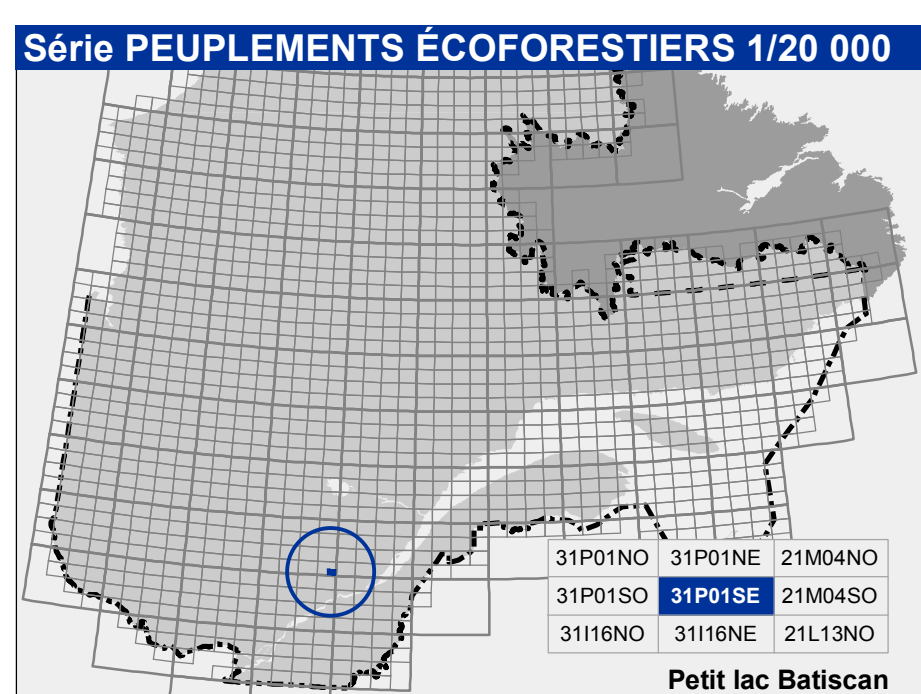 Série PEUPLEMENTS ÉCOFORESTIERS 1/20 000
31P01NO 31P01NE 21M04NO
31P01SO 31P01SE 21M04SO
31I16NO 31I16NE 21L13NO
Petit lac Batiscan